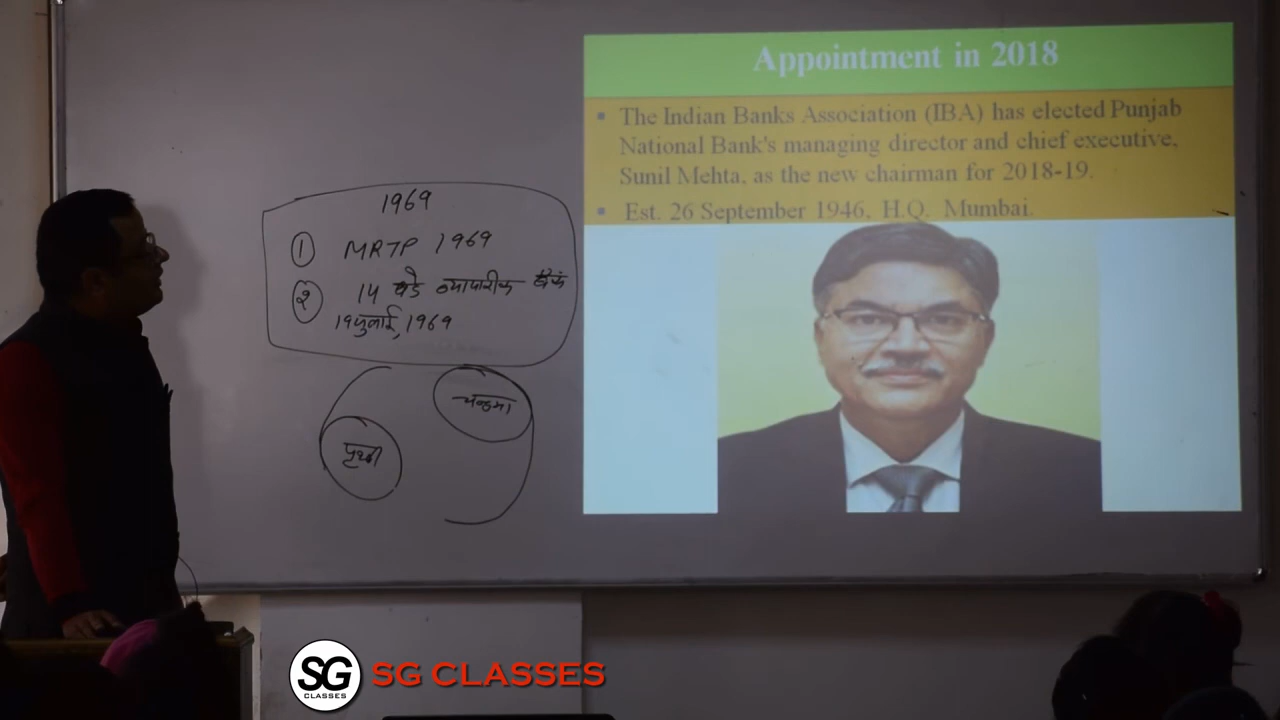 Appointment in 2018
• The Indian Banks Association (IBA) has elected Punjab
National Bank's managing director and chief executive,
Sunil Mehta, as the new chairman for 2018-19.
• Est. 26 September 1946, H.Q. Mumbai.
1969
① MRTP 1969
② 14 बडे व्यापारीक बैंक
19 जुलाई, 1969
चन्द्रमा
पृथ्वी
SG
CLASSES
SG CLASSES